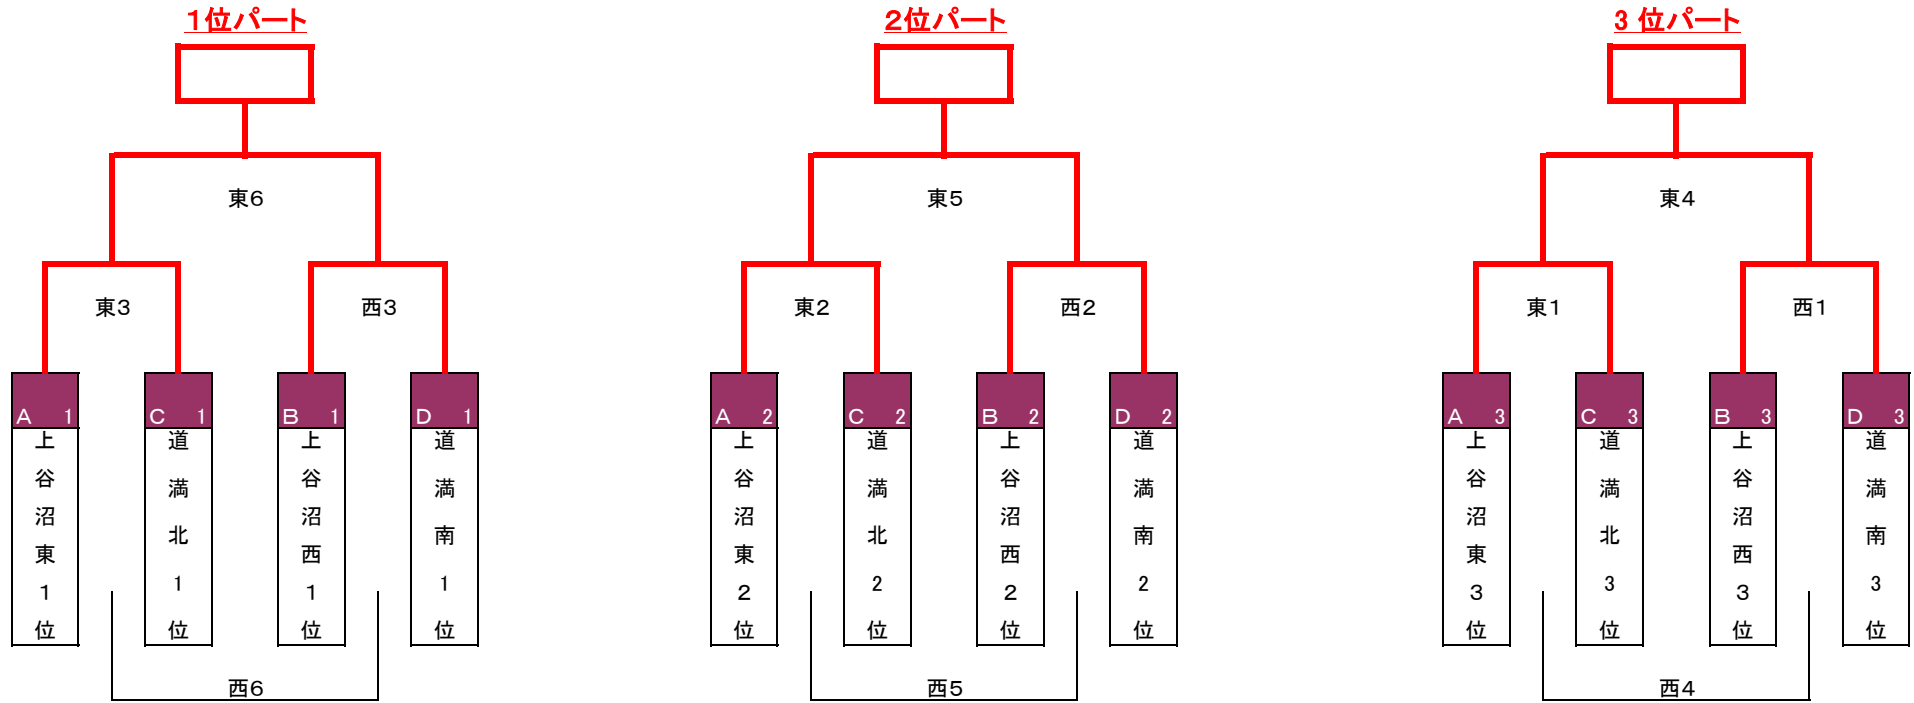 １位パート
２位パート
３位パート
東６
東５
東４
東３
西３
東２
西２
東１
西１
A 1
C 1
B 1
D 1
A 2
C 2
B 2
D 2
A 3
C 3
B 3
D 3
上谷沼東１位
道満北１位
上谷沼西１位
道満南１位
上谷沼東２位
道満北２位
上谷沼西２位
道満南２位
上谷沼東３位
道満北３位
上谷沼西３位
道満南３位
西６
西５
西４